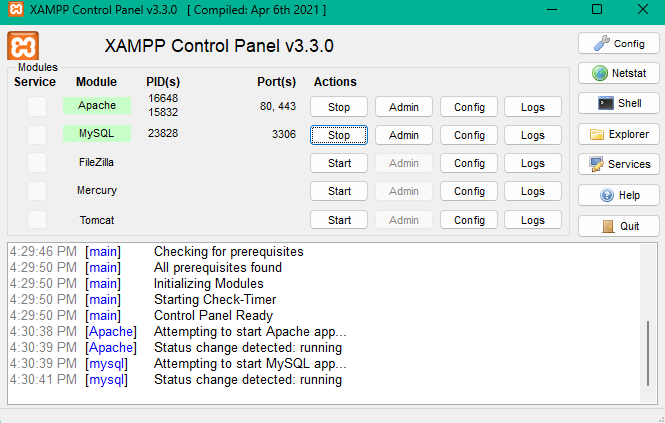 XAMPP Control Panel v3.3.0 [ Compiled: Apr 6th 2021 ]
XAMPP Control Panel v3.3.0
Config
Modules
Service Module PID(s) Port(s) Actions
Netstat
Apache 16648 15832 80, 443 Stop Admin Config Logs
Shell
MySQL 23828 3306 Stop Admin Config Logs
Explorer
FileZilla Start Admin Config Logs
Services
Mercury Start Admin Config Logs
Help
Tomcat Start Admin Config Logs
Quit
4:29:46 PM [main] Checking for prerequisites
4:29:50 PM [main] All prerequisites found
4:29:50 PM [main] Initializing Modules
4:29:50 PM [main] Starting Check-Timer
4:29:50 PM [main] Control Panel Ready
4:30:38 PM [Apache] Attempting to start Apache app...
4:30:39 PM [Apache] Status change detected: running
4:30:39 PM [mysql] Attempting to start MySQL app...
4:30:41 PM [mysql] Status change detected: running